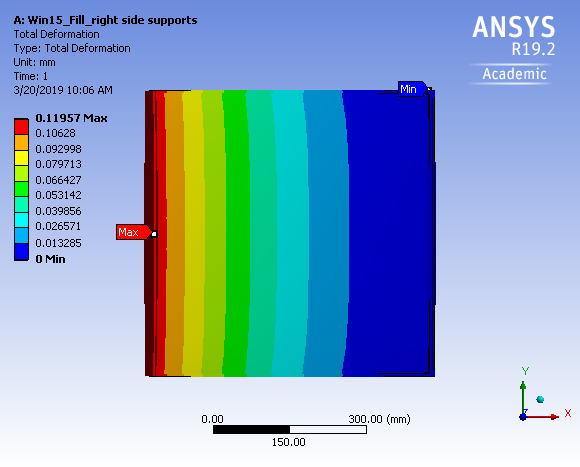 A: Win15_Fill_right side supports
Total Deformation
Type: Total Deformation
Unit: mm
Time: 1
3/20/2019 10:06 AM
ANSYS
R19.2
Academic
0.11957 Max
0.10628
0.092998
0.079713
0.066427
0.053142
0.039856
0.026571
0.013285
0 Min
Min
Max
0.00 300.00 (mm)
150.00
Y
X
Z